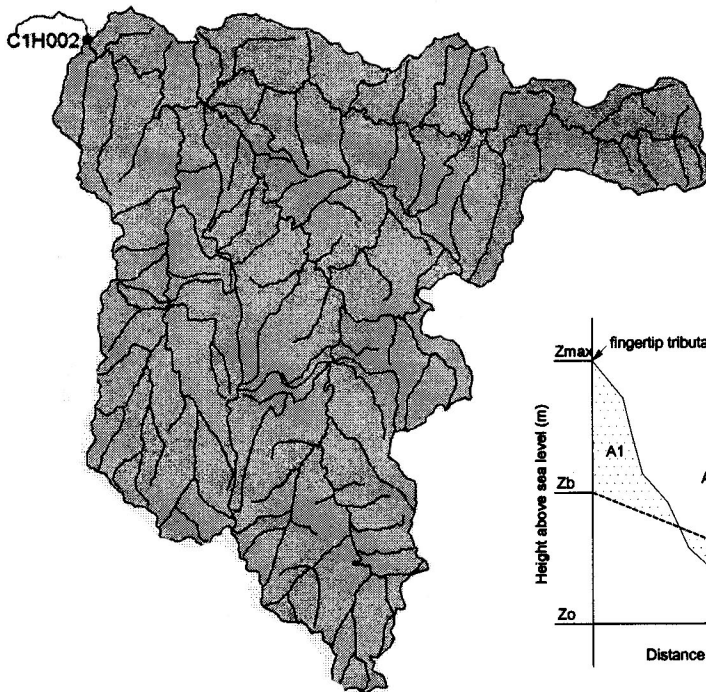 C1H002
Zmax
fingertip tributa
A1
A
Zb
Height above sea level (m)
Zo
Distance